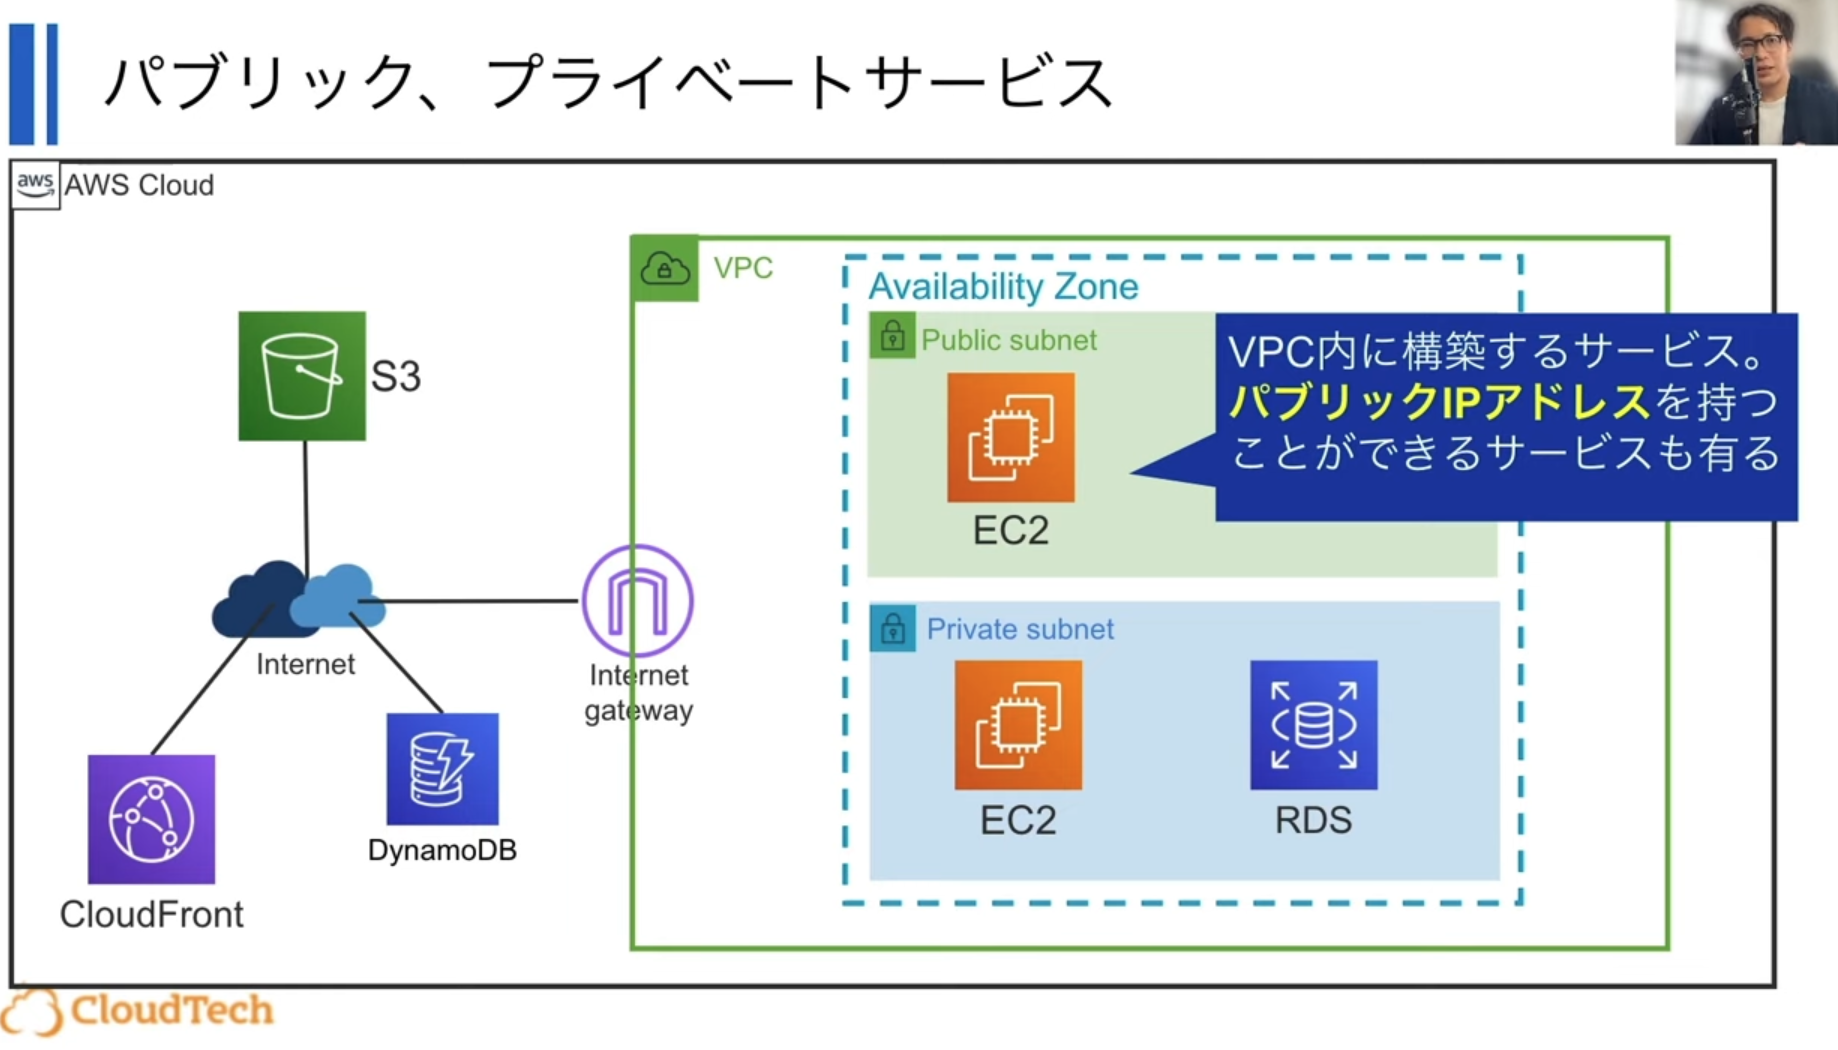 パブリック、プライベートサービス
aws
AWS Cloud
VPC
Availability Zone
Public subnet
VPC内に構築するサービス。
パブリックIPアドレスを持つ
ことができるサービスも有る
S3
EC2
Internet
Internet
gateway
Private subnet
EC2
RDS
DynamoDB
CloudFront
CloudTech